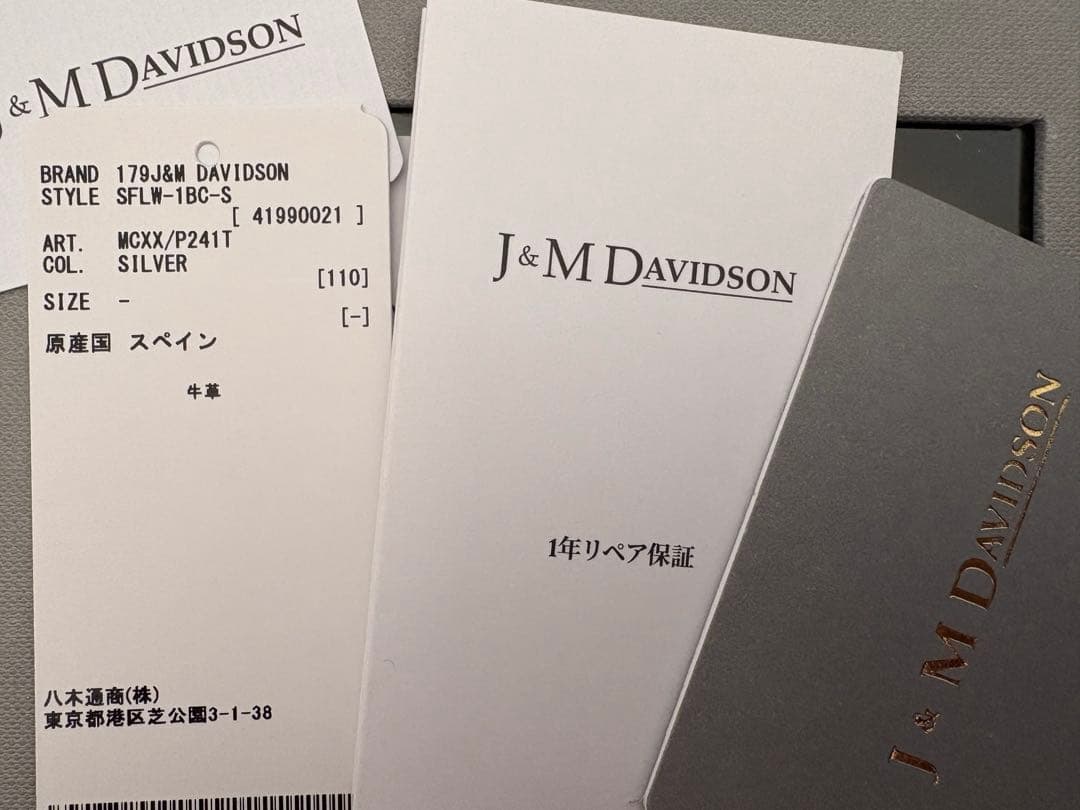 J & M DAVIDSON
BRAND 179J&M DAVIDSON
STYLE SFLW-1BC-S
[ 41990021 ]
ART. MCXX/P241T
COL. SILVER
[110]
SIZE -
[-]
原産国 スペイン
牛革
八木通商(株)
東京都港区芝公園3-1-38
J & M DAVIDSON
1年リペア保証
J & M DAVIDSON